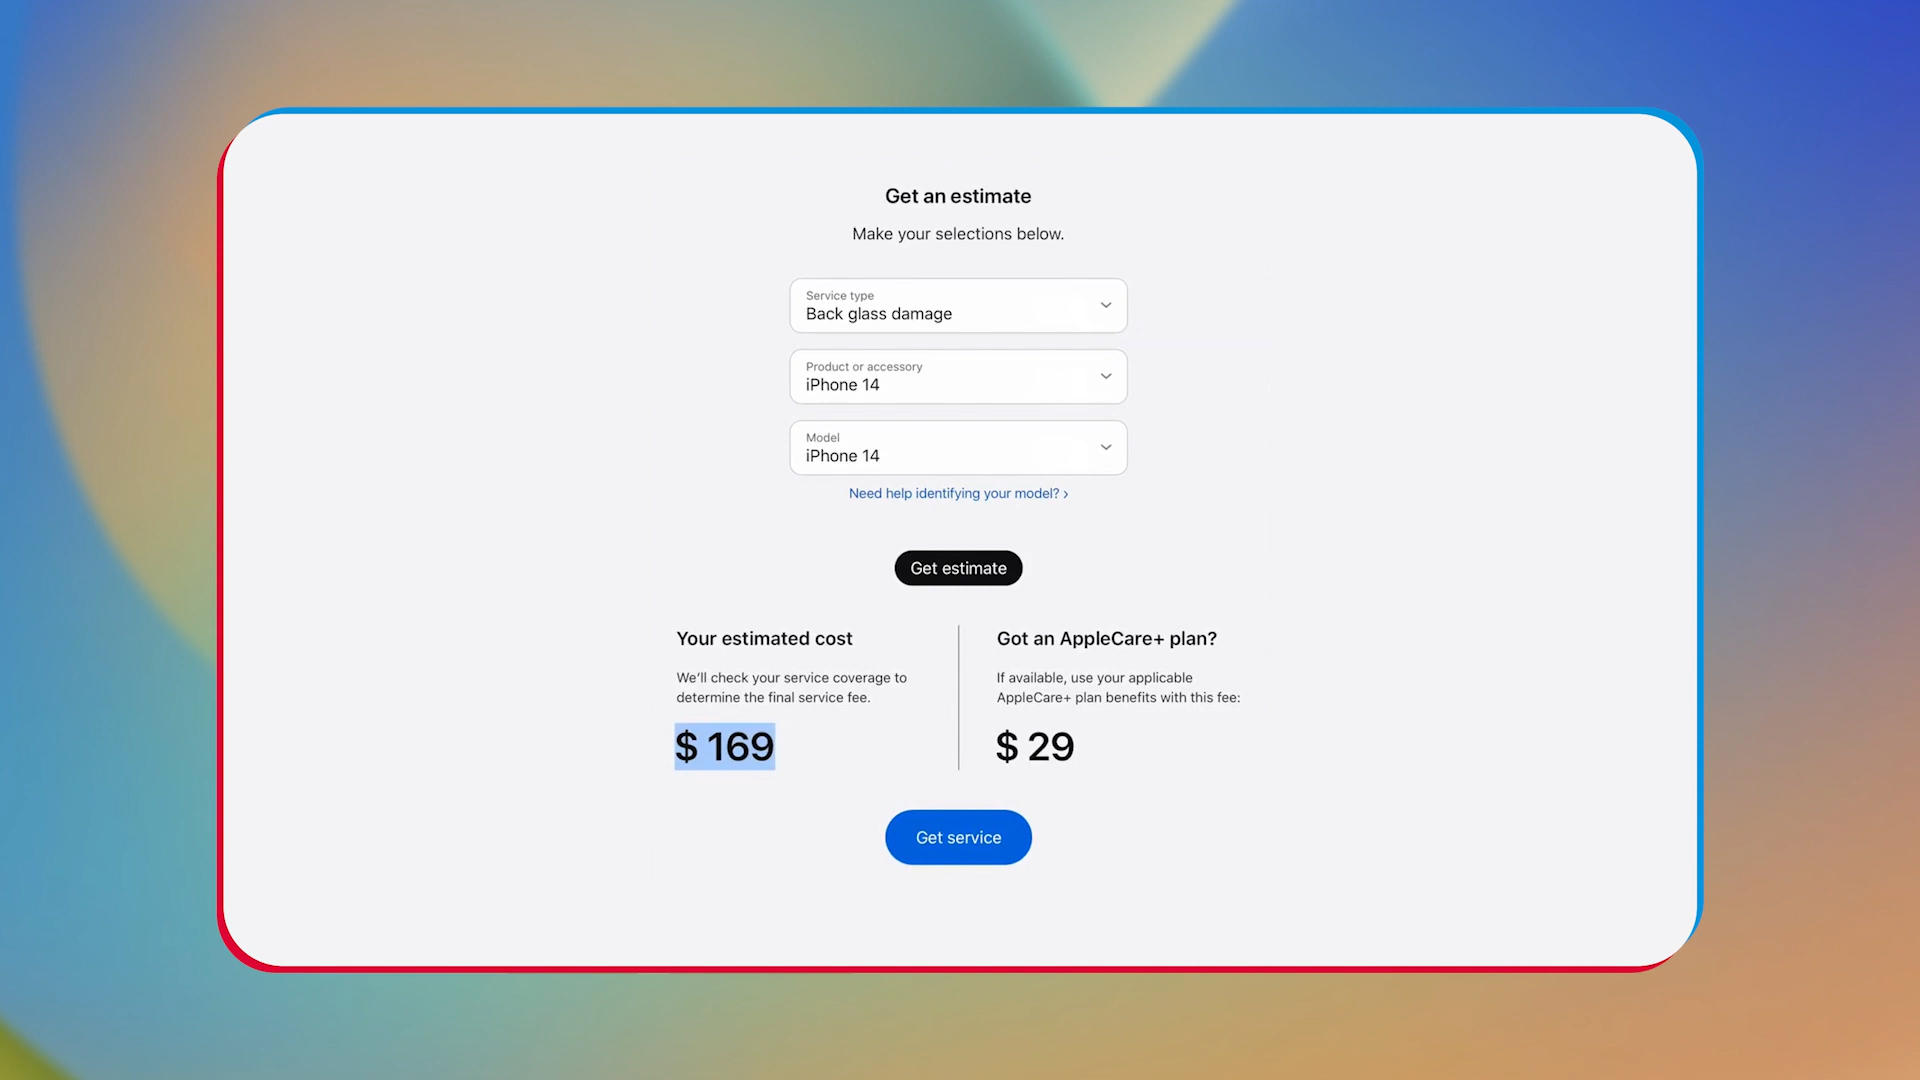 Get an estimate
Make your selections below.
Service type
Back glass damage
Product or accessory
iPhone 14
Model
iPhone 14
Need help identifying your model? ›
Get estimate
Your estimated cost
We’ll check your service coverage to
determine the final service fee.
$ 169
Got an AppleCare+ plan?
If available, use your applicable
AppleCare+ plan benefits with this fee:
$ 29
Get service